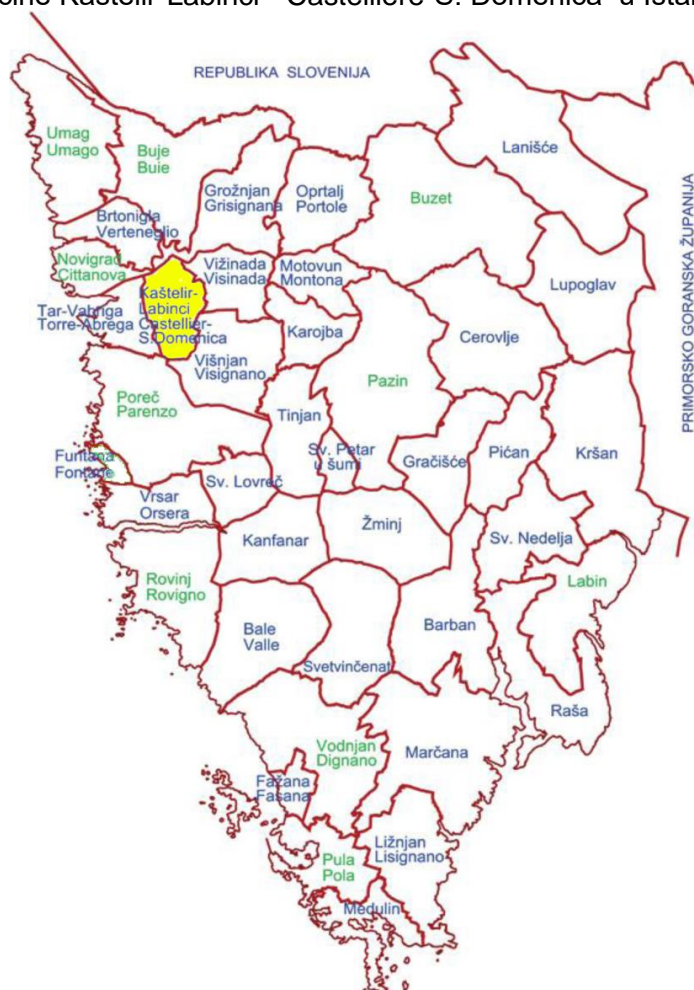 Kaštelir-Labinci - Castelliere-S. Domenica" u Ista
REPUBLIKA SLOVENIJA
Umag
Umago
Buje
Buie
Lanišće
Grožnjan
Grisignana
Oprtalj
Portole
Buzet
Brtonigla
Verteneglio
PRIMORSKO GORANSKA ŽUPANIJA
Novigrad
Cittanova
Vižinada
Visinada
Motovun
Montona
Lupoglav
Kaštelir-
Labinci
Castellier-
S.Domenica
Tar-Vabriga
Torre-Abrega
Karojba
Cerovlje
Višnjan
Visignano
Pazin
Poreč
Parenzo
Tinjan
Funtana
Fontane
Sv. Petar
u šumi
Gračišće
Pićan
Kršan
Sv. Lovreč
Vrsar
Orsera
Kanfanar
Žminj
Sv. Nedelja
Rovinj
Rovigno
Labin
Bale
Valle
Barban
Svetvinčenat
Raša
Vodnjan
Dignano
Marčana
Fažana
Fasana
Ližnjan
Lisignano
Pula
Pola
Medulin